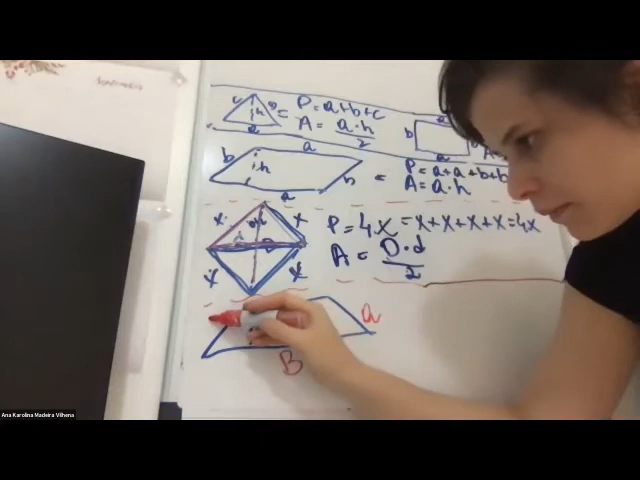 c
h
b
a
= P = a+b+c
A = a·h
2
a
b
a
b
h
b
a
= P = a+a+b+b
A = a·h
x
x
x
x
D
P = 4x = x+x+x+x = 4x
A = D·d
2
a
B
Ana Karolina Madeira Vilhena